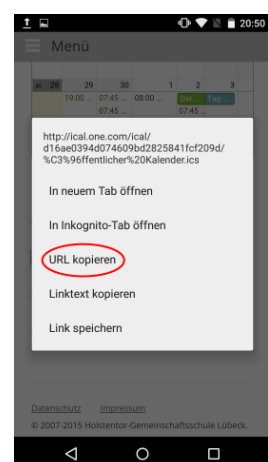 20:50
Menü
28 29 30 1 2 3
19:00 ... 07:45 ... 08:00 ... Der... Tag...
07:45 ... 07:45 ...
http://ical.one.com/ical/
d16ae0394d074609bd2825841fcf209d/
%C3%96ffentlicher%20Kalender.ics
In neuem Tab öffnen
In Inkognito-Tab öffnen
URL kopieren
Linktext kopieren
Link speichern
Datenschutz Impressum
© 2007-2015 Holstentor-Gemeinschaftsschule Lübeck.